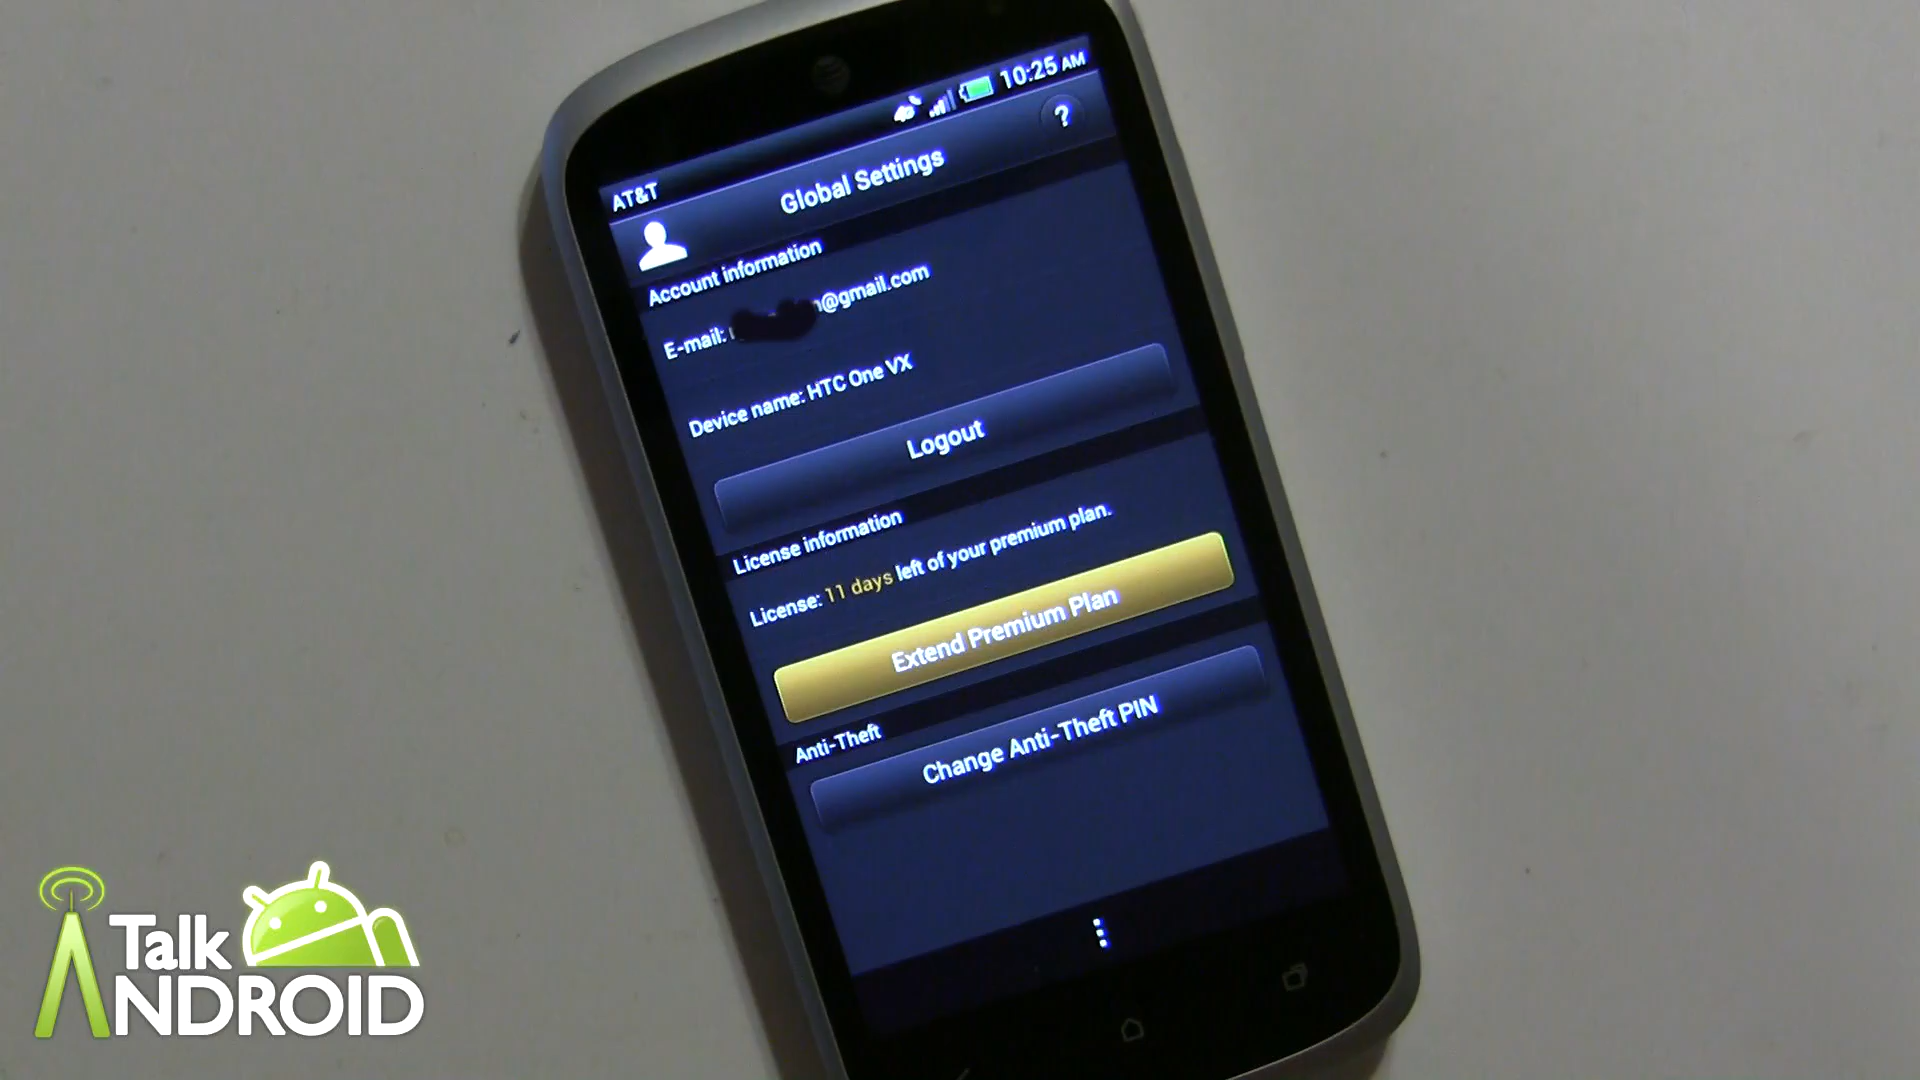 10:25 AM
AT&T
Global Settings
?
Account information
E-mail: @gmail.com
Device name: HTC One VX
Logout
License information
License: 11 days left of your premium plan.
Extend Premium Plan
Anti-Theft
Change Anti-Theft PIN
Talk
ANDROID